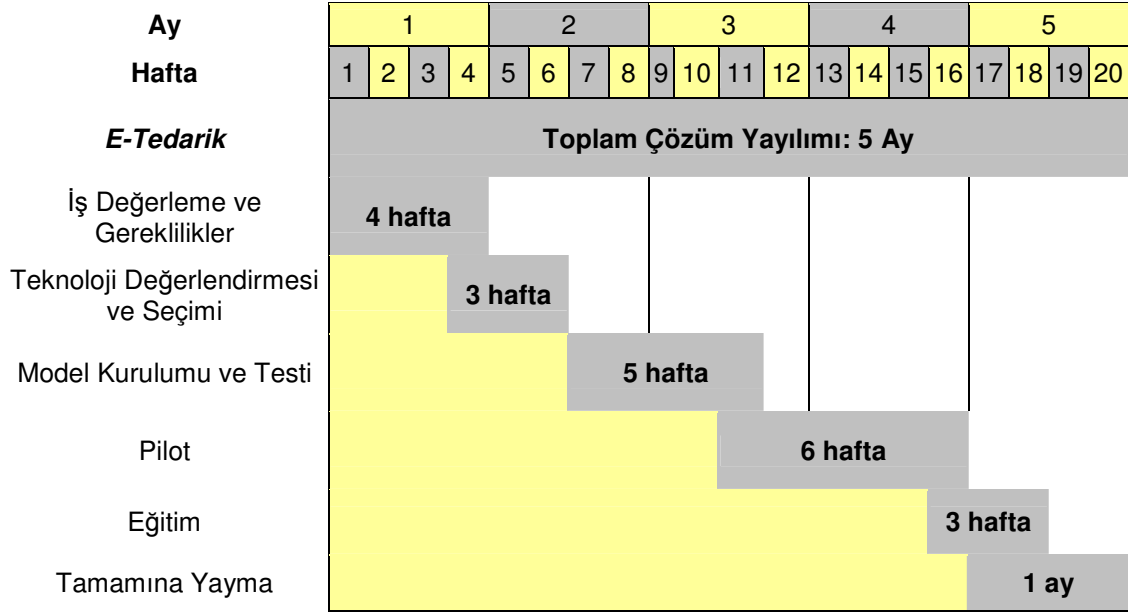 Ay 1 2 3 4 5
Hafta 1 2 3 4 5 6 7 8 9 10 11 12 13 14 15 16 17 18 19 20
E-Tedarik Toplam Çözüm Yayılımı: 5 Ay
İş Değerleme ve
Gereklilikler
4 hafta
Teknoloji Değerlendirmesi
ve Seçimi
3 hafta
Model Kurulumu ve Testi 5 hafta
Pilot 6 hafta
Eğitim 3 hafta
Tamamına Yayma 1 ay